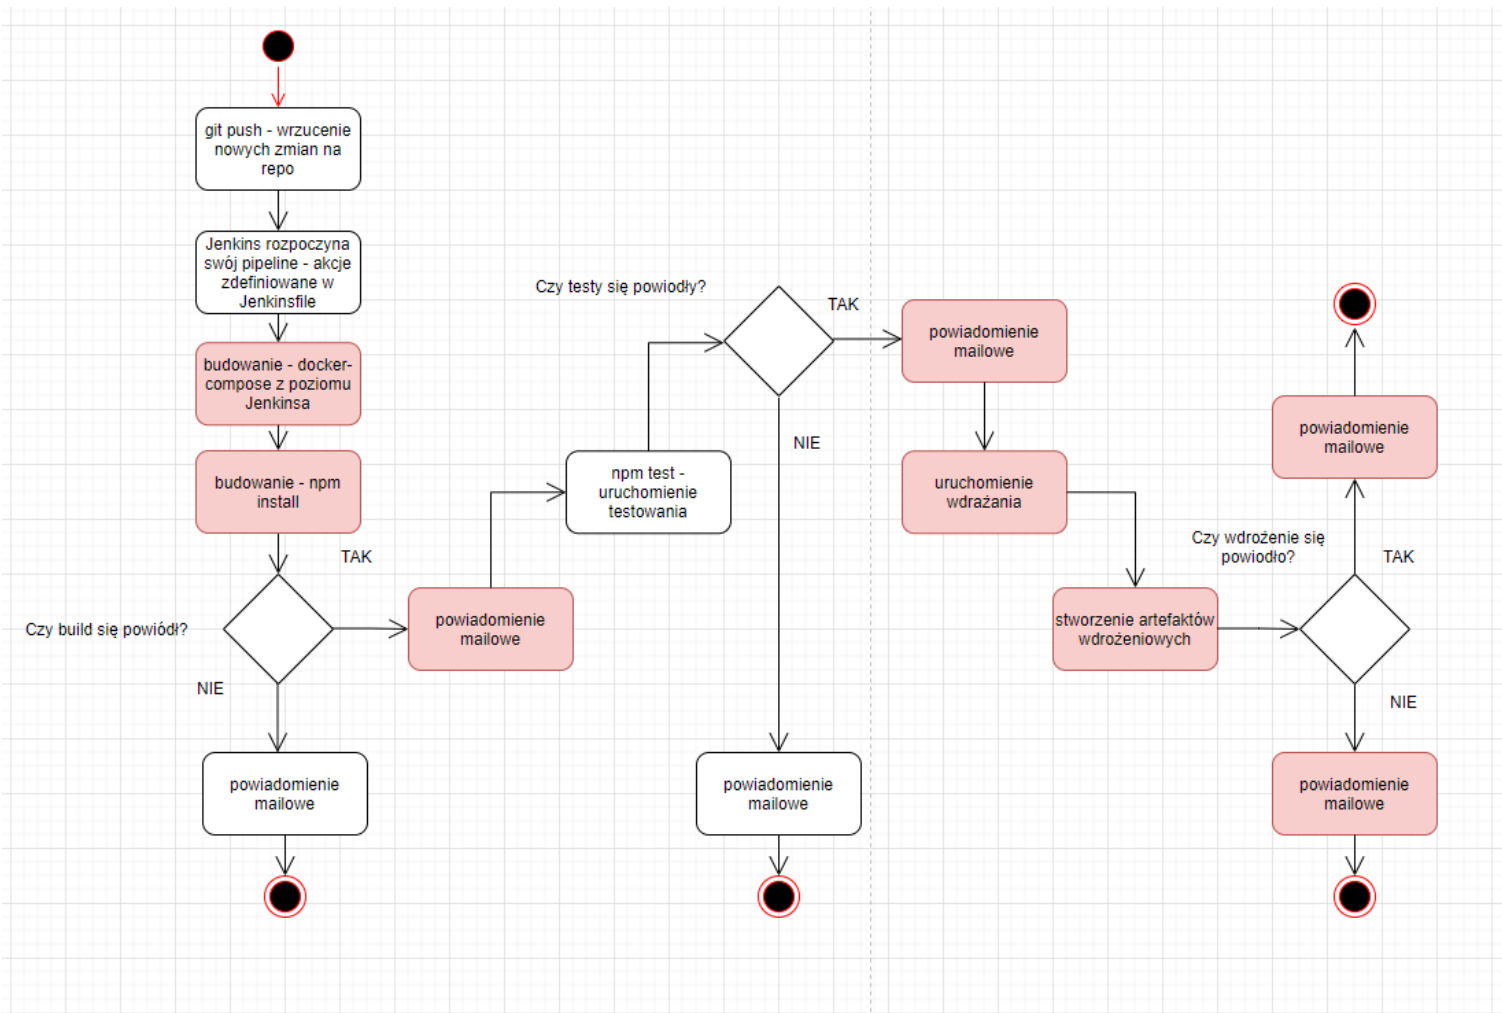 git push - wrzucenie
nowych zmian na
repo
Jenkins rozpoczyna
swój pipeline - akcje
zdefiniowane w
Jenkinsfile
budowanie - docker-
compose z poziomu
Jenkinsa
budowanie - npm
install
TAK
Czy build się powiódł?
NIE
powiadomienie
mailowe
powiadomienie
mailowe
npm test -
uruchomienie
testowania
Czy testy się powiodły?
TAK
NIE
powiadomienie
mailowe
powiadomienie
mailowe
uruchomienie
wdrażania
stworzenie artefaktów
wdrożeniowych
Czy wdrożenie się
powiodło?
TAK
NIE
powiadomienie
mailowe
powiadomienie
mailowe